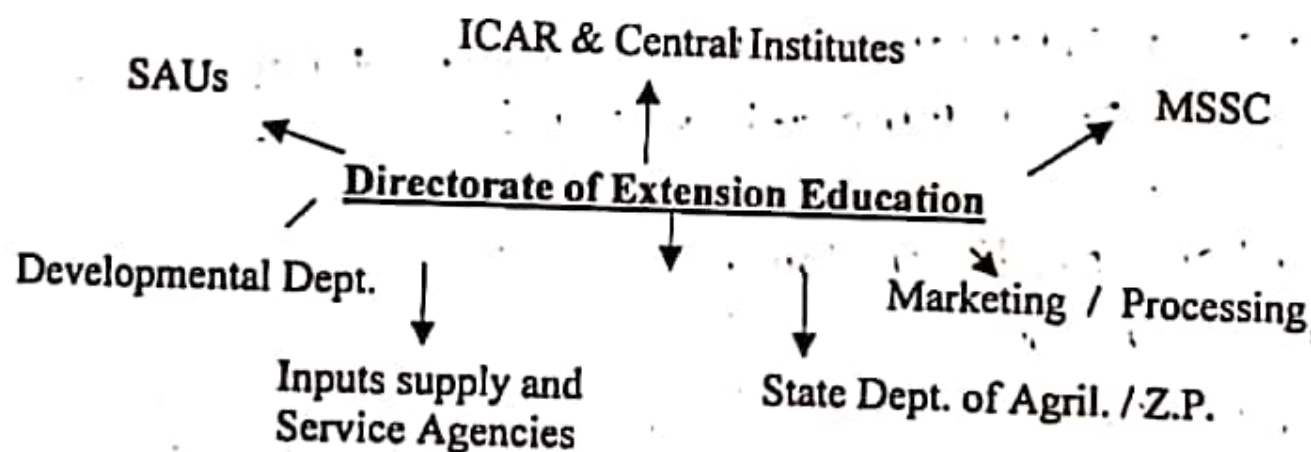 ICAR & Central Institutes
SAUs
MSSC
Directorate of Extension Education
Developmental Dept.
Marketing / Processing
Inputs supply and
Service Agencies
State Dept. of Agril. / Z.P.